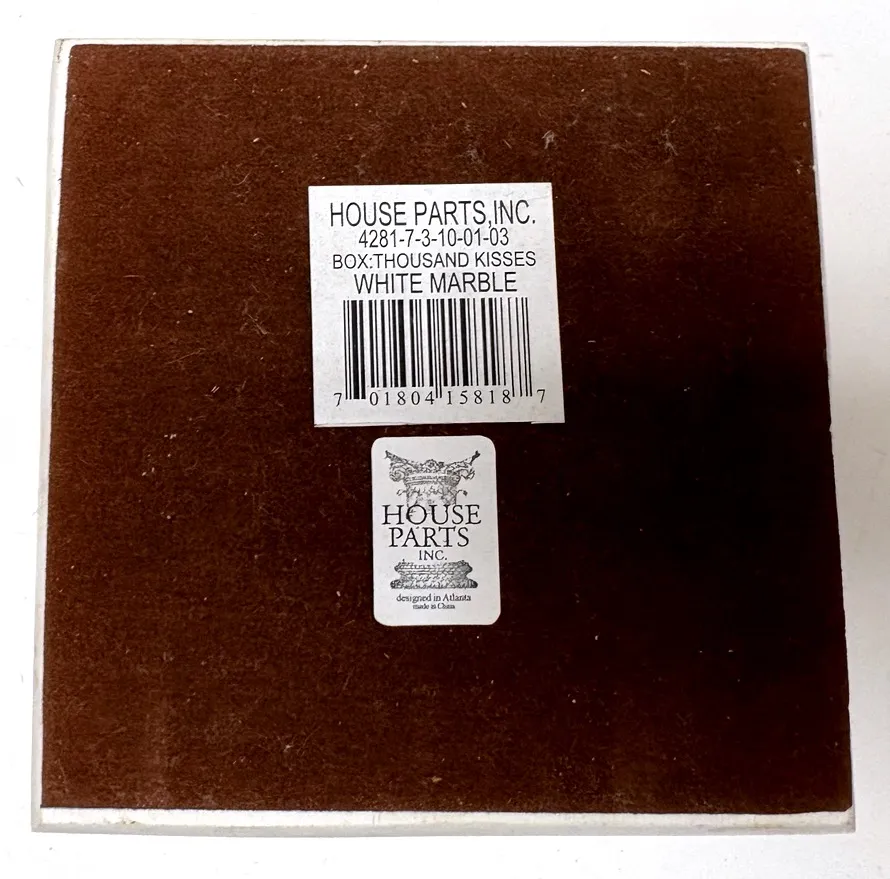 HOUSE PARTS,INC.
4281-7-3-10-01-03
BOX:THOUSAND KISSES
WHITE MARBLE
7 01804 15818 7
HOUSE
PARTS
INC.
designed in Atlanta
made in China